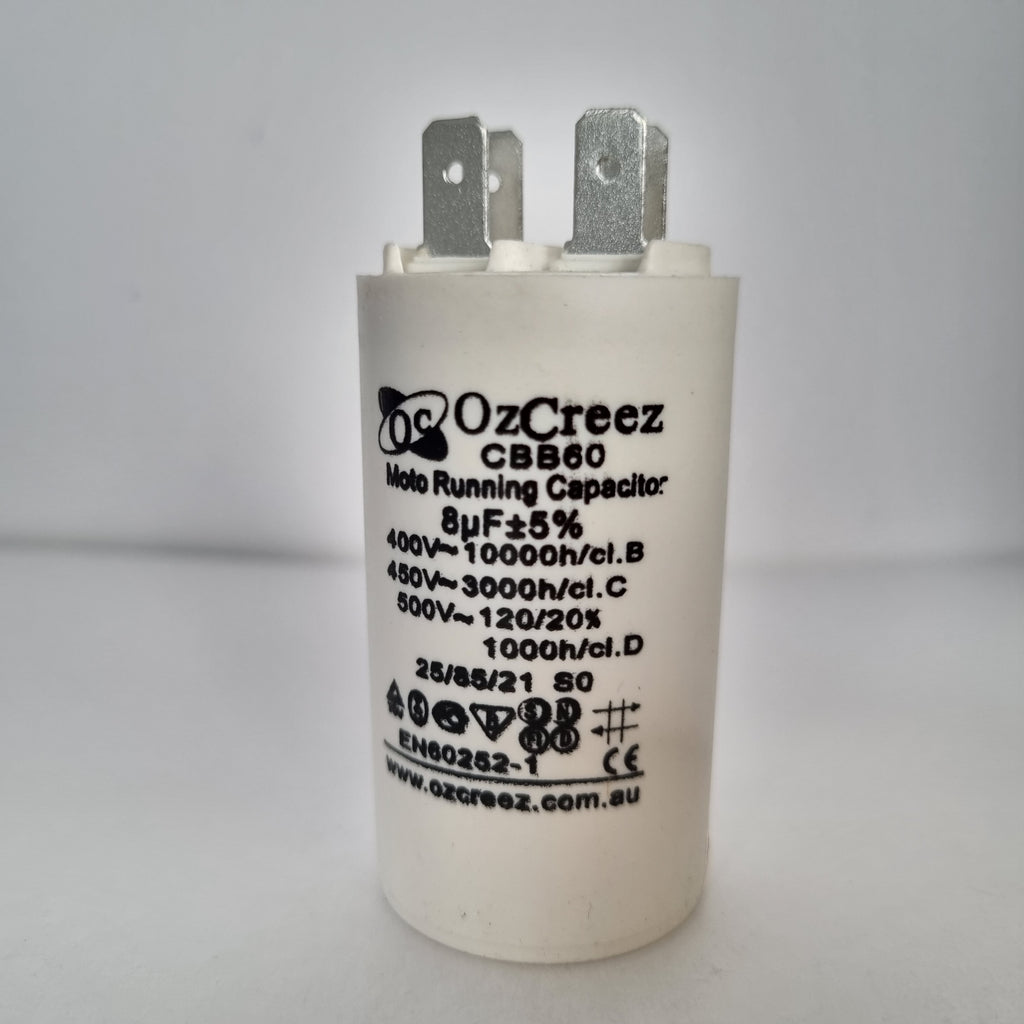 OC OzCreez
CBB60
Moto Running Capacitor
8µF±5%
400V~10000h/cl.B
450V~3000h/cl.C
500V~120/20%
1000h/cl.D
25/85/21 S0
S N
D
EN60252-1 CE
www.ozcreez.com.au